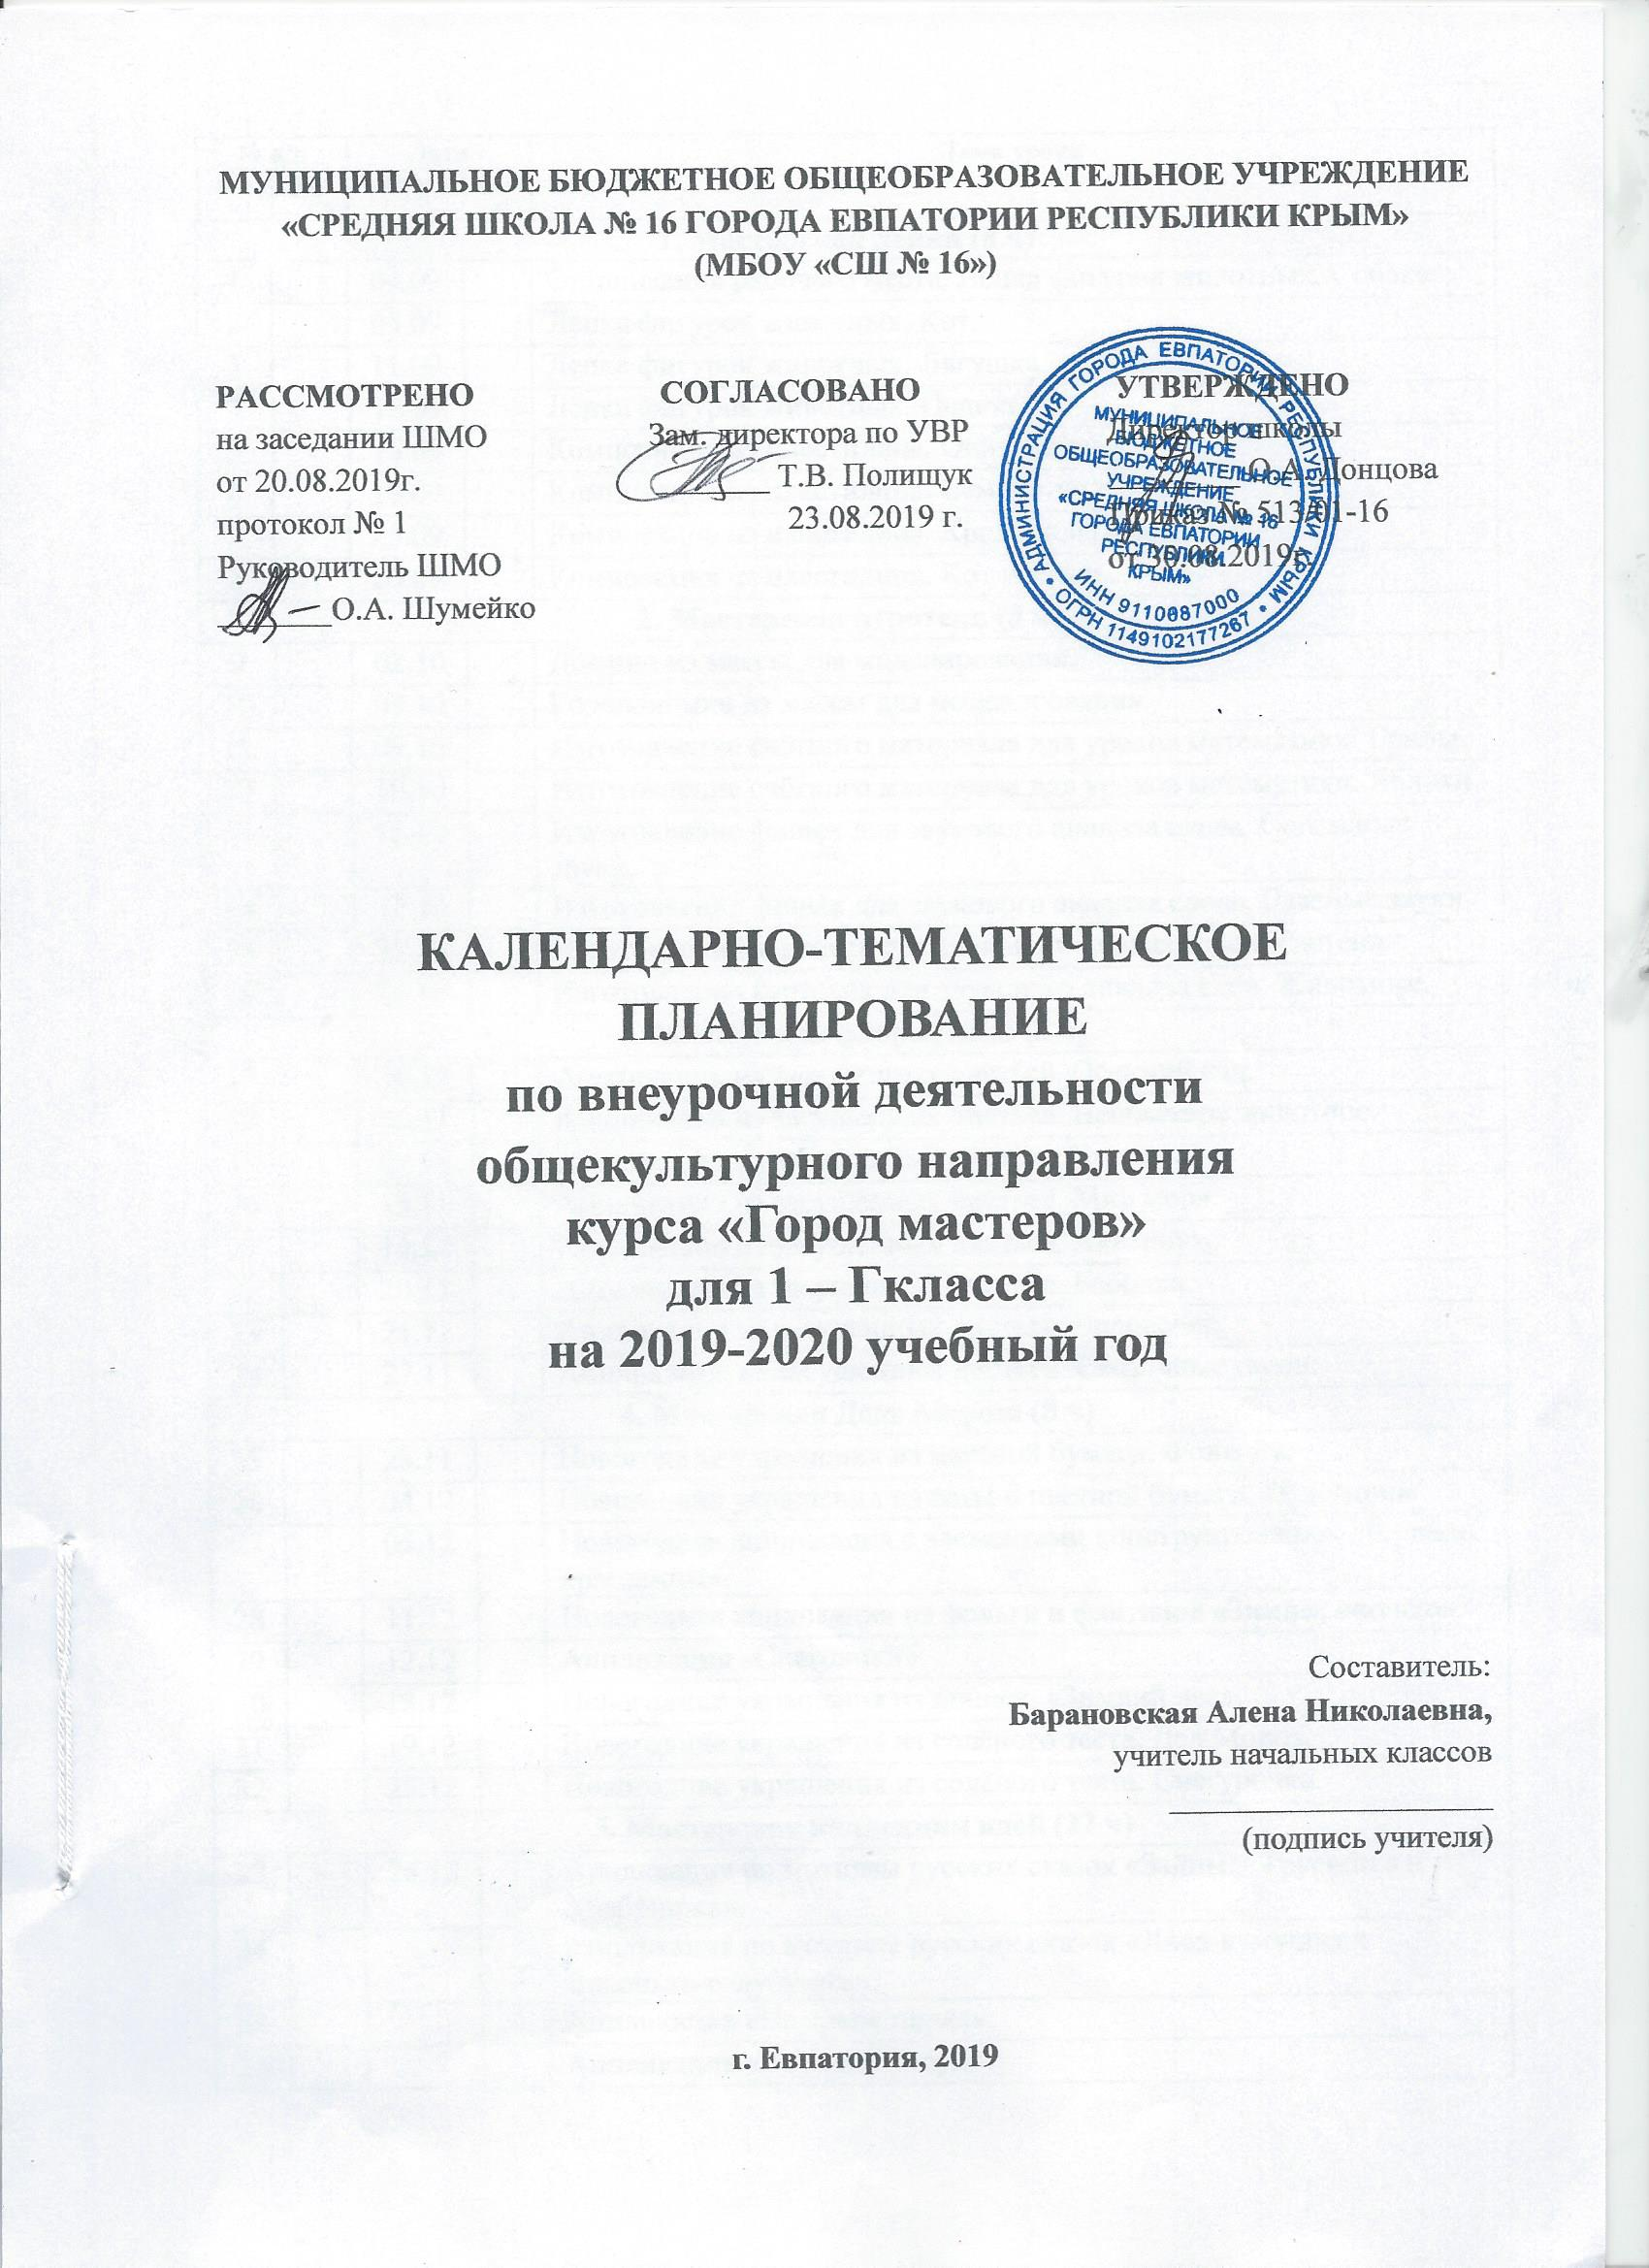 МУНИЦИПАЛЬНОЕ БЮДЖЕТНОЕ ОБЩЕОБРАЗОВАТЕЛЬНОЕ УЧРЕЖДЕНИЕ
«СРЕДНЯЯ ШКОЛА № 16 ГОРОДА ЕВПАТОРИИ РЕСПУБЛИКИ КРЫМ»
(МБОУ «СШ № 16»)
РАССМОТРЕНО
на заседании ШМО
от 20.08.2019г.
протокол № 1
Руководитель ШМО
О.А. Шумейко
СОГЛАСОВАНО
Зам. директора по УВР
Т.В. Полищук
23.08.2019 г.
УТВЕРЖДЕНО
Директор школы
О.А. Донцова
Приказ № 513/01-16
от 30.08.2019г.
АДМИНИСТРАЦИЯ ГОРОДА ЕВПАТОРИИ РЕСПУБЛИКИ КРЫМ
ОГРН 1149102177267
МУНИЦИПАЛЬНОЕ
БЮДЖЕТНОЕ
ОБЩЕОБРАЗОВАТЕЛЬНОЕ
УЧРЕЖДЕНИЕ
«СРЕДНЯЯ ШКОЛА № 16
ГОРОДА ЕВПАТОРИИ
РЕСПУБЛИКИ
КРЫМ»
ИНН 9110087000
КАЛЕНДАРНО-ТЕМАТИЧЕСКОЕ
ПЛАНИРОВАНИЕ
по внеурочной деятельности
общекультурного направления
курса «Город мастеров»
для 1 – Гкласса
на 2019-2020 учебный год
Составитель:
Барановская Алена Николаевна,
учитель начальных классов
(подпись учителя)
г. Евпатория, 2019